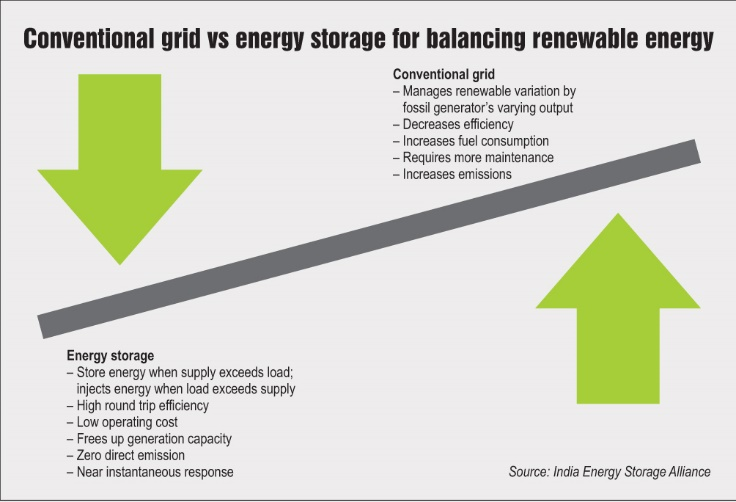 Conventional grid vs energy storage for balancing renewable energy
Conventional grid
– Manages renewable variation by
fossil generator's varying output
– Decreases efficiency
– Increases fuel consumption
– Requires more maintenance
– Increases emissions
Energy storage
– Store energy when supply exceeds load;
injects energy when load exceeds supply
– High round trip efficiency
– Low operating cost
– Frees up generation capacity
– Zero direct emission
– Near instantaneous response
Source: India Energy Storage Alliance